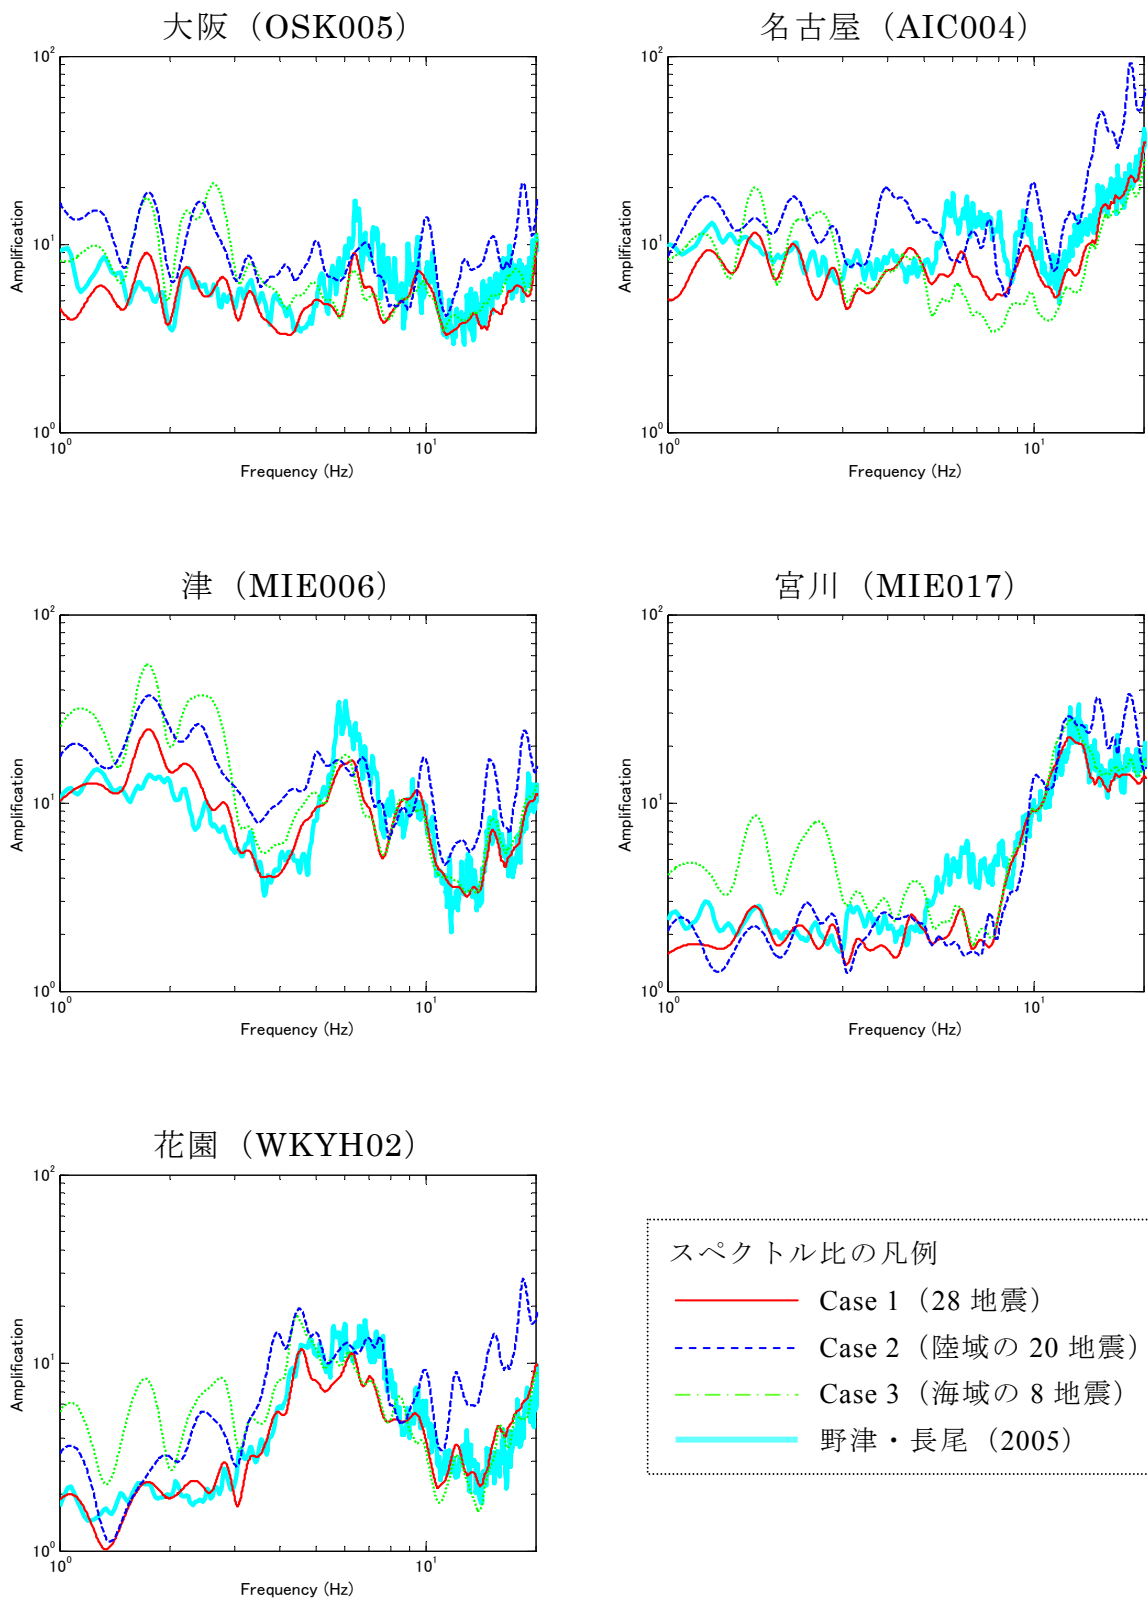 大阪（OSK005）
名古屋（AIC004）
10²
10¹
10⁰
Amplification
10⁰
10¹
Frequency (Hz)
10²
10¹
10⁰
Amplification
10⁰
10¹
Frequency (Hz)
津（MIE006）
宮川（MIE017）
10²
10¹
10⁰
Amplification
10⁰
10¹
Frequency (Hz)
10²
10¹
10⁰
Amplification
10⁰
10¹
Frequency (Hz)
花園（WKYH02）
10²
10¹
10⁰
Amplification
10⁰
10¹
Frequency (Hz)
スペクトル比の凡例
Case 1（28 地震）
Case 2（陸域の 20 地震）
Case 3（海域の 8 地震）
野津・長尾（2005）